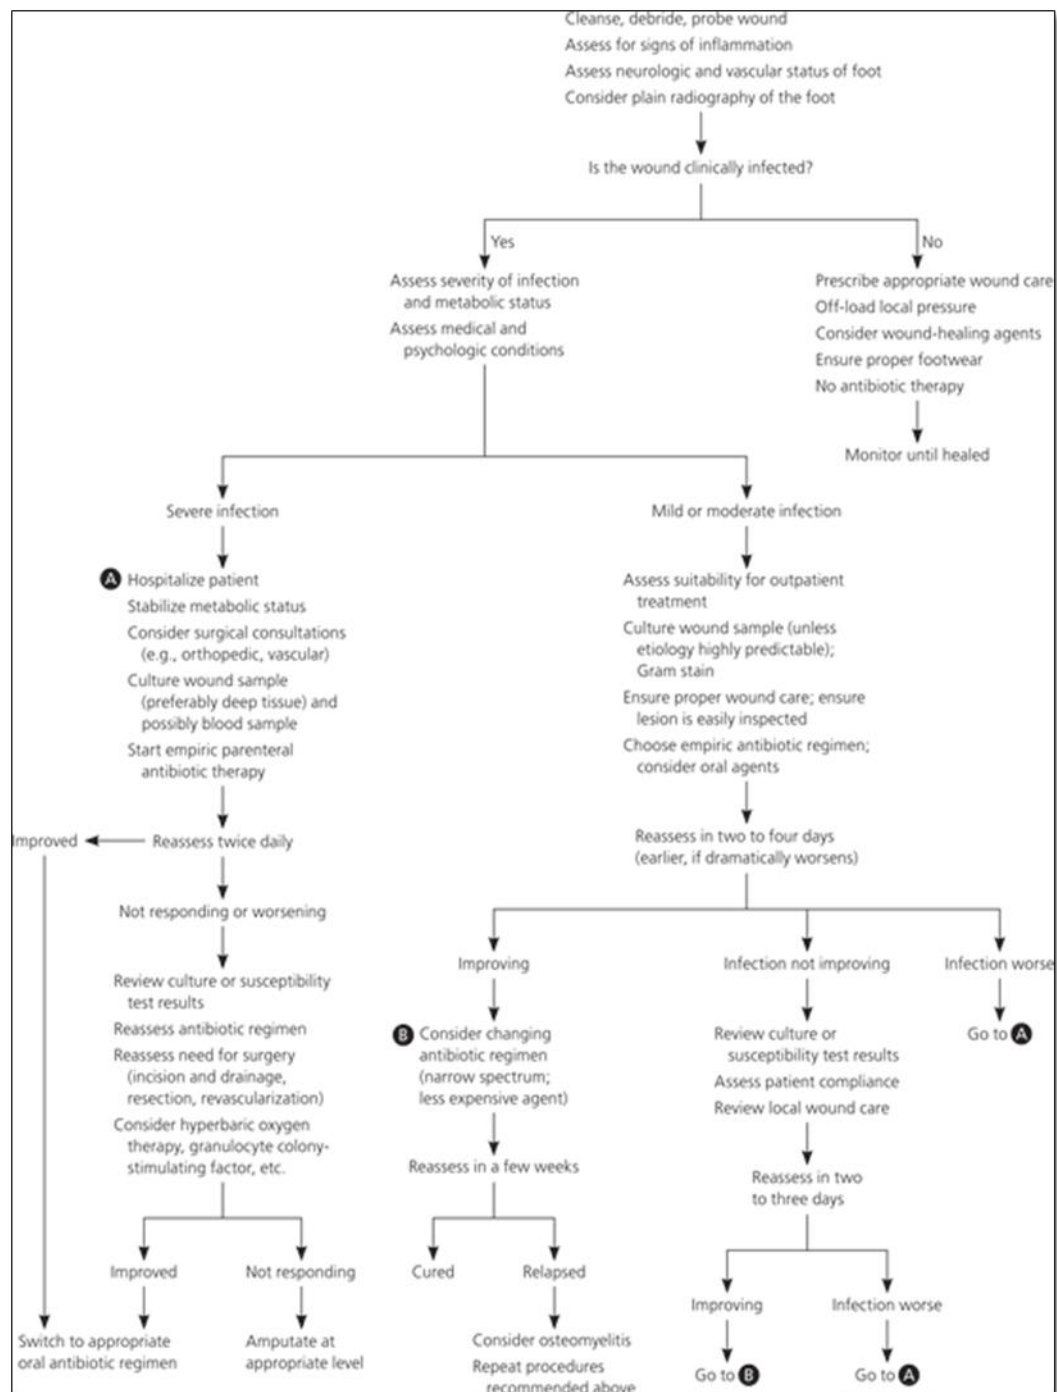 Cleanse, debride, probe wound
Assess for signs of inflammation
Assess neurologic and vascular status of foot
Consider plain radiography of the foot
Is the wound clinically infected?
Yes
No
Assess severity of infection
and metabolic status
Assess medical and
psychologic conditions
Prescribe appropriate wound care
Off-load local pressure
Consider wound-healing agents
Ensure proper footwear
No antibiotic therapy
Monitor until healed
Severe infection
Mild or moderate infection
A Hospitalize patient
Stabilize metabolic status
Consider surgical consultations
(e.g., orthopedic, vascular)
Culture wound sample
(preferably deep tissue) and
possibly blood sample
Start empiric parenteral
antibiotic therapy
Assess suitability for outpatient
treatment
Culture wound sample (unless
etiology highly predictable);
Gram stain
Ensure proper wound care; ensure
lesion is easily inspected
Choose empiric antibiotic regimen;
consider oral agents
Improved
Reassess twice daily
Reassess in two to four days
(earlier, if dramatically worsens)
Not responding or worsening
Review culture or susceptibility
test results
Reassess antibiotic regimen
Reassess need for surgery
(incision and drainage,
resection, revascularization)
Consider hyperbaric oxygen
therapy, granulocyte colony-
stimulating factor, etc.
Improving
Infection not improving
Infection worse
B Consider changing
antibiotic regimen
(narrow spectrum;
less expensive agent)
Review culture or
susceptibility test results
Assess patient compliance
Review local wound care
Go to A
Reassess in a few weeks
Reassess in two
to three days
Improved
Not responding
Cured
Relapsed
Improving
Infection worse
Switch to appropriate
oral antibiotic regimen
Amputate at
appropriate level
Consider osteomyelitis
Repeat procedures
recommended above
Go to B
Go to A